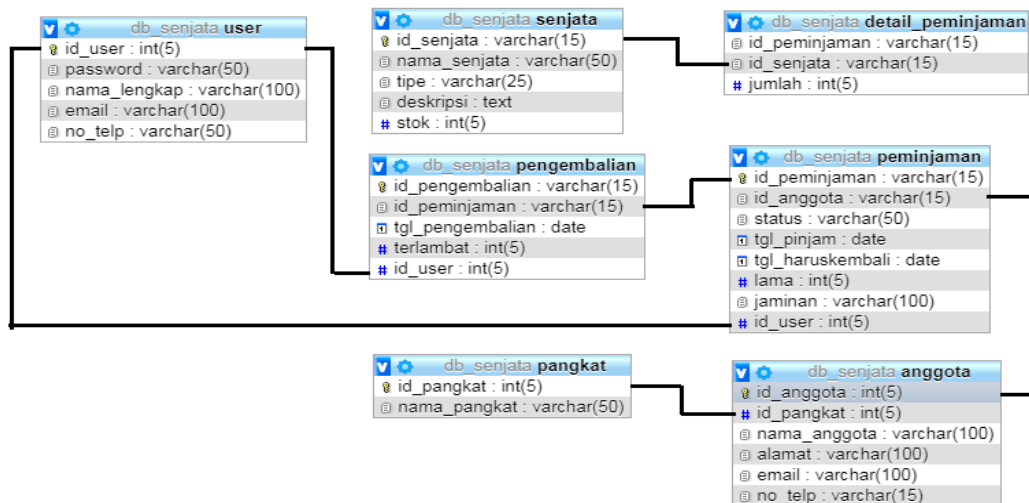 db_senjata user
id_user : int(5)
password : varchar(50)
nama_lengkap : varchar(100)
email : varchar(100)
no_telp : varchar(50)
db_senjata senjata
id_senjata : varchar(15)
nama_senjata : varchar(50)
tipe : varchar(25)
deskripsi : text
# stok : int(5)
db_senjata detail_peminjaman
id_peminjaman : varchar(15)
id_senjata : varchar(15)
# jumlah : int(5)
db_senjata pengembalian
id_pengembalian : varchar(15)
id_peminjaman : varchar(15)
tgl_pengembalian : date
# terlambat : int(5)
# id_user : int(5)
db_senjata peminjaman
id_peminjaman : varchar(15)
id_anggota : varchar(15)
status : varchar(50)
tgl_pinjam : date
tgl_haruskembali : date
# lama : int(5)
jaminan : varchar(100)
# id_user : int(5)
db_senjata pangkat
id_pangkat : int(5)
nama_pangkat : varchar(50)
db_senjata anggota
id_anggota : int(5)
# id_pangkat : int(5)
nama_anggota : varchar(100)
alamat : varchar(100)
email : varchar(100)
no_telp : varchar(15)